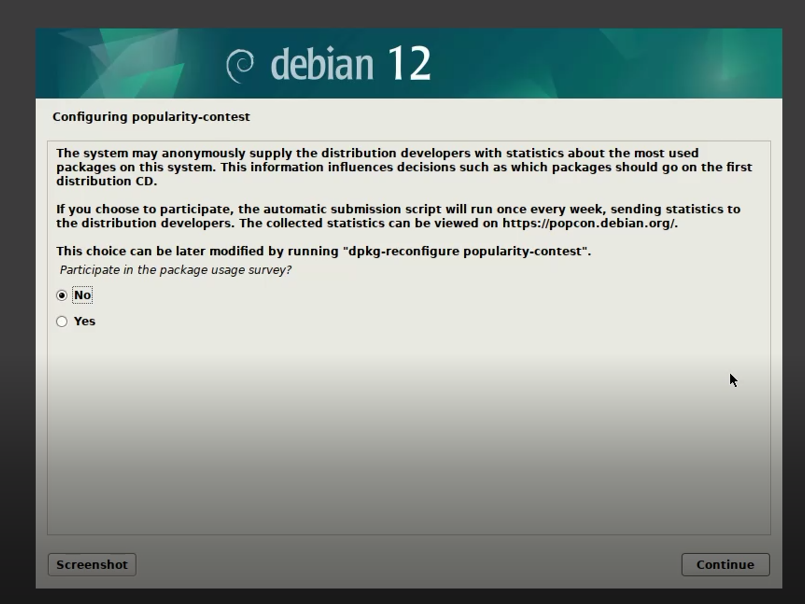 debian 12
Configuring popularity-contest
The system may anonymously supply the distribution developers with statistics about the most used
packages on this system. This information influences decisions such as which packages should go on the first
distribution CD.
If you choose to participate, the automatic submission script will run once every week, sending statistics to
the distribution developers. The collected statistics can be viewed on https://popcon.debian.org/.
This choice can be later modified by running "dpkg-reconfigure popularity-contest".
Participate in the package usage survey?
No
Yes
Screenshot
Continue